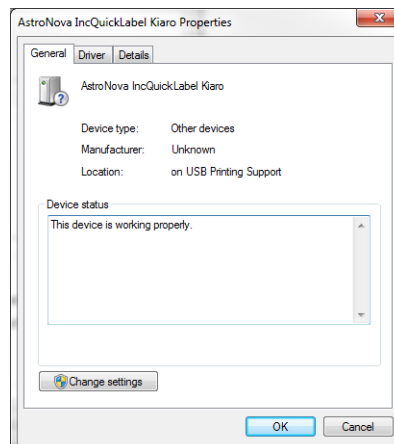 AstroNova IncQuickLabel Kiaro Properties
General Driver Details
AstroNova IncQuickLabel Kiaro
Device type: Other devices
Manufacturer: Unknown
Location: on USB Printing Support
Device status
This device is working properly.
Change settings
OK Cancel